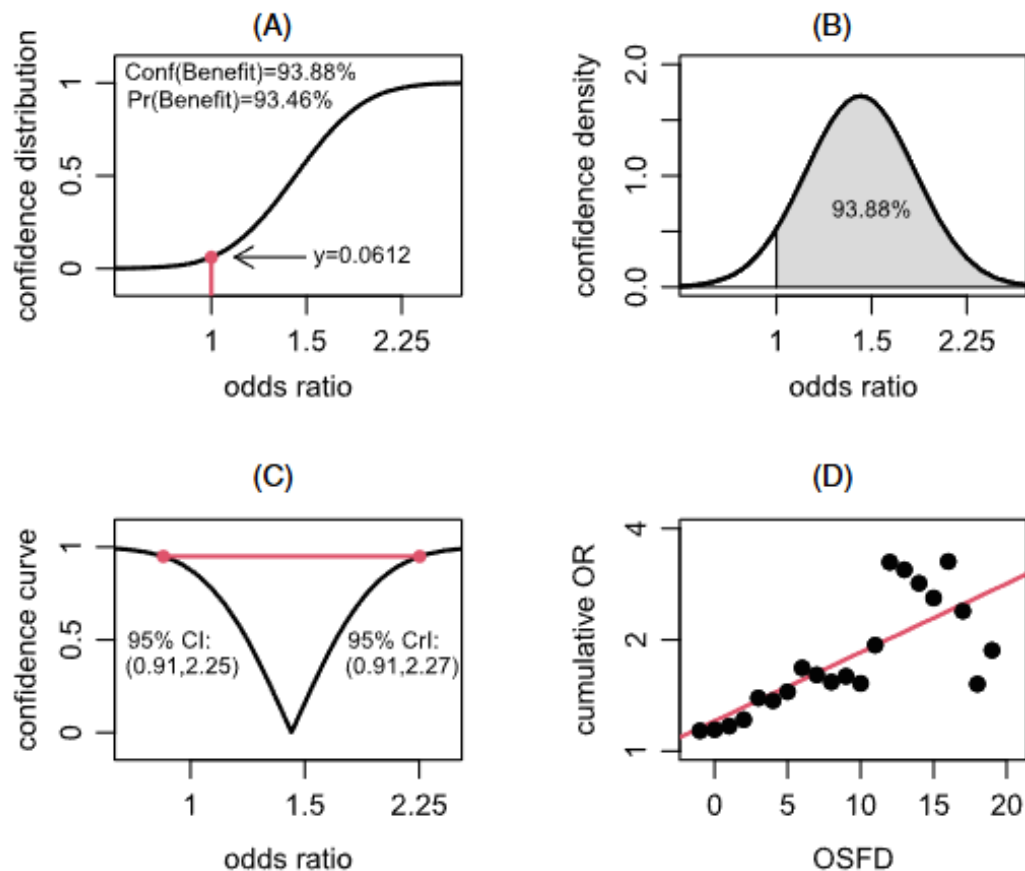 (A)
Conf(Benefit)=93.88%
Pr(Benefit)=93.46%
y=0.0612
confidence distribution
0
0.5
1
1
1.5
2.25
odds ratio
(B)
confidence density
0.0
1.0
2.0
93.88%
1
1.5
2.25
odds ratio
(C)
confidence curve
0
0.5
1
95% CI:
(0.91,2.25)
95% CrI:
(0.91,2.27)
1
1.5
2.25
odds ratio
(D)
cumulative OR
1
2
4
0
5
10
15
20
OSFD